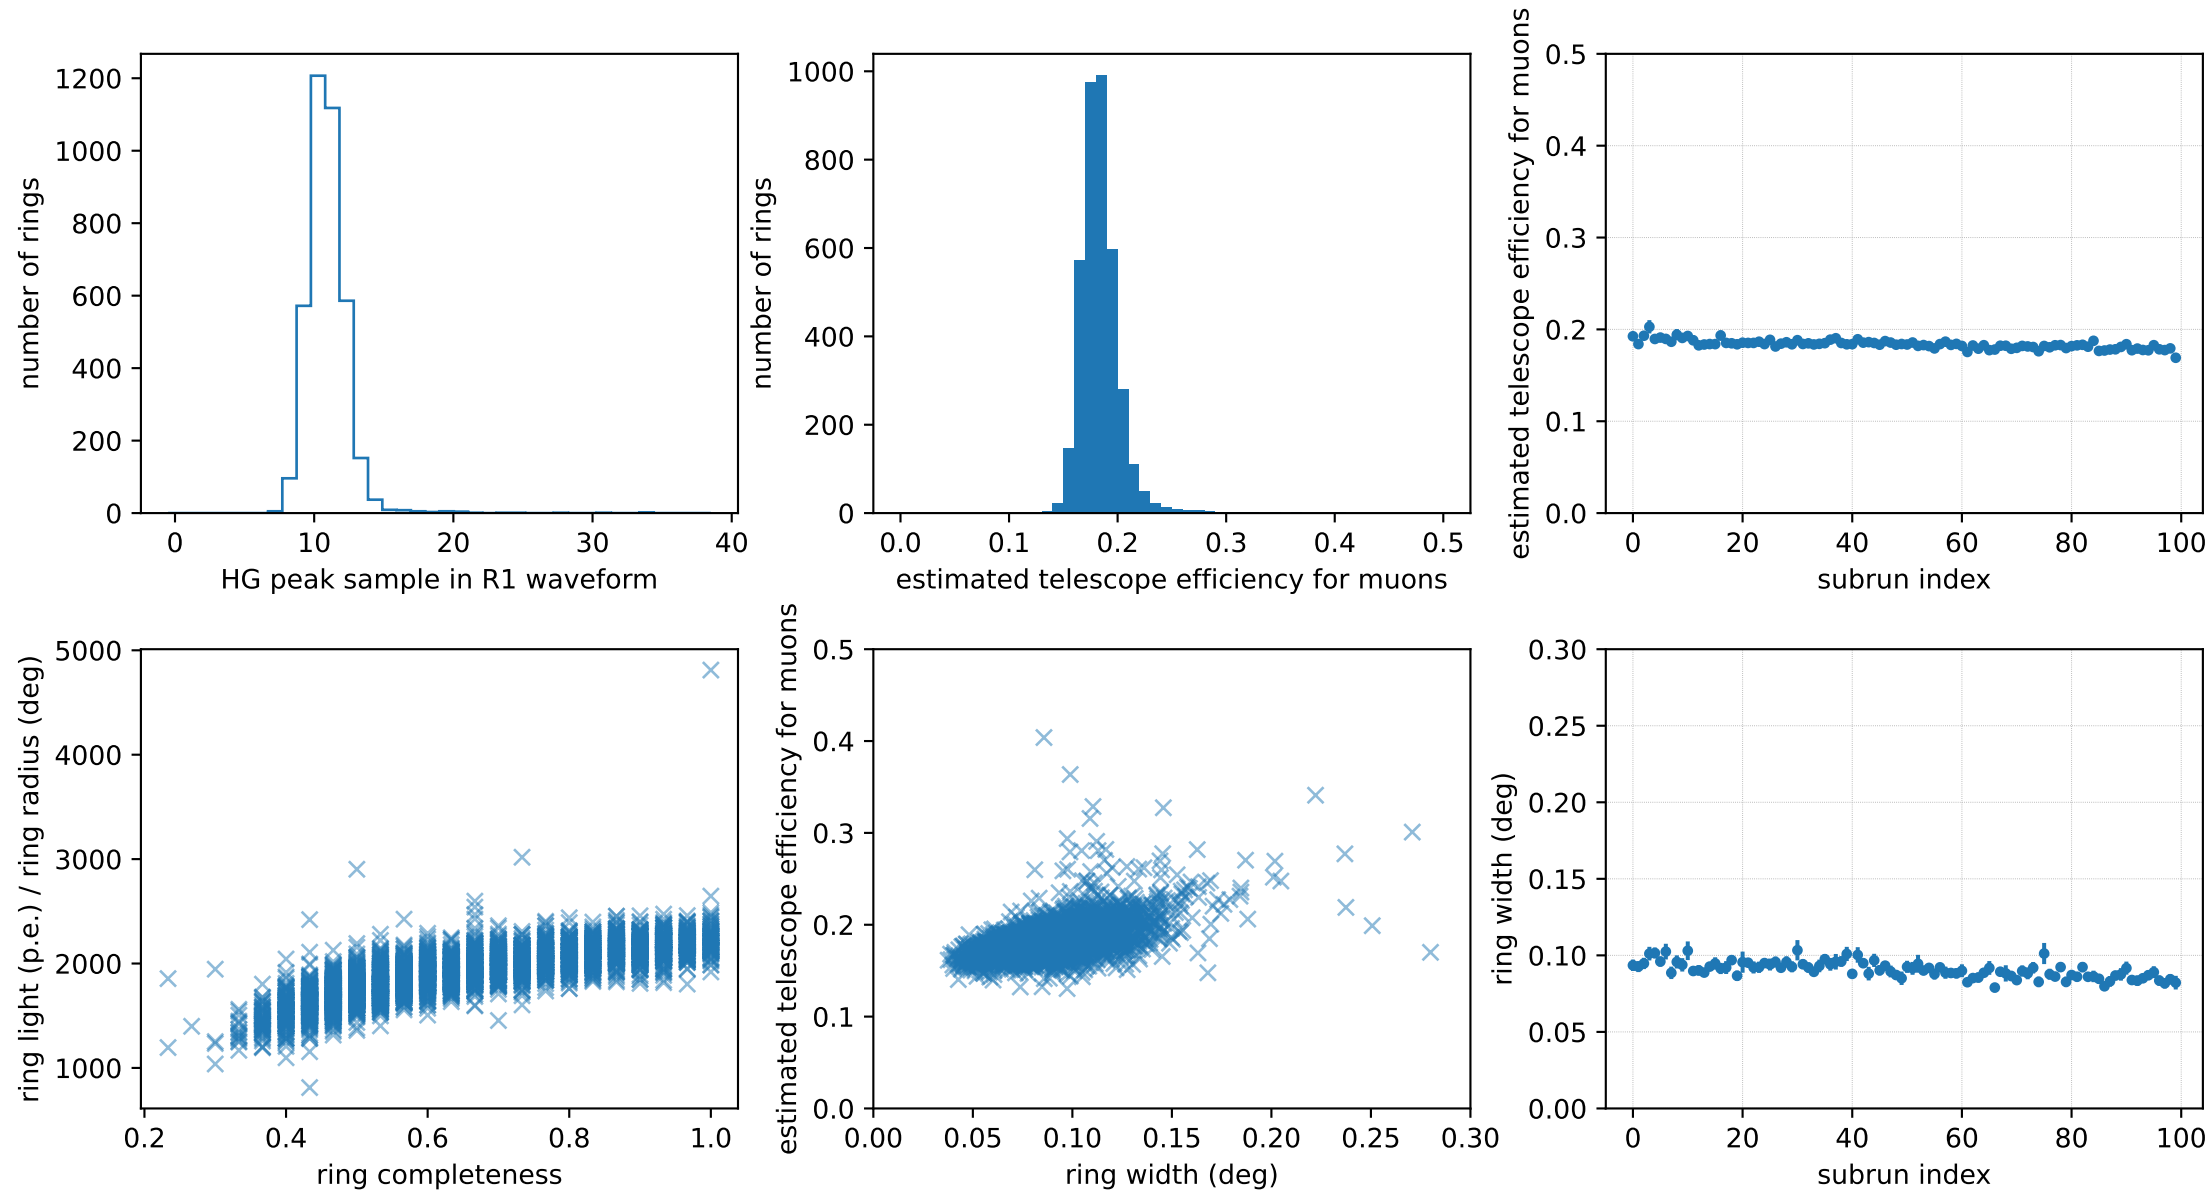 1200
1000
800
600
400
200
0
number of rings
0 10 20 30 40
HG peak sample in R1 waveform
1000
800
600
400
200
0
number of rings
0.0 0.1 0.2 0.3 0.4 0.5
estimated telescope efficiency for muons
0.5
0.4
0.3
0.2
0.1
0.0
estimated telescope efficiency for muons
0 20 40 60 80 100
subrun index
5000
4000
3000
2000
1000
ring light (p.e.) / ring radius (deg)
0.2 0.4 0.6 0.8 1.0
ring completeness
0.5
0.4
0.3
0.2
0.1
0.0
estimated telescope efficiency for muons
0.00 0.05 0.10 0.15 0.20 0.25 0.30
ring width (deg)
0.30
0.25
0.20
0.15
0.10
0.05
0.00
ring width (deg)
0 20 40 60 80 100
subrun index